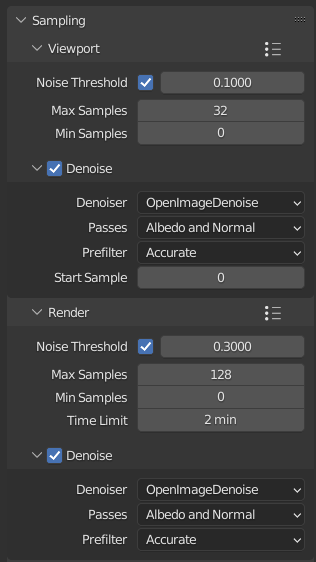 Sampling
Viewport
Noise Threshold 0.1000
Max Samples 32
Min Samples 0
Denoise
Denoiser OpenImageDenoise
Passes Albedo and Normal
Prefilter Accurate
Start Sample 0
Render
Noise Threshold 0.3000
Max Samples 128
Min Samples 0
Time Limit 2 min
Denoise
Denoiser OpenImageDenoise
Passes Albedo and Normal
Prefilter Accurate